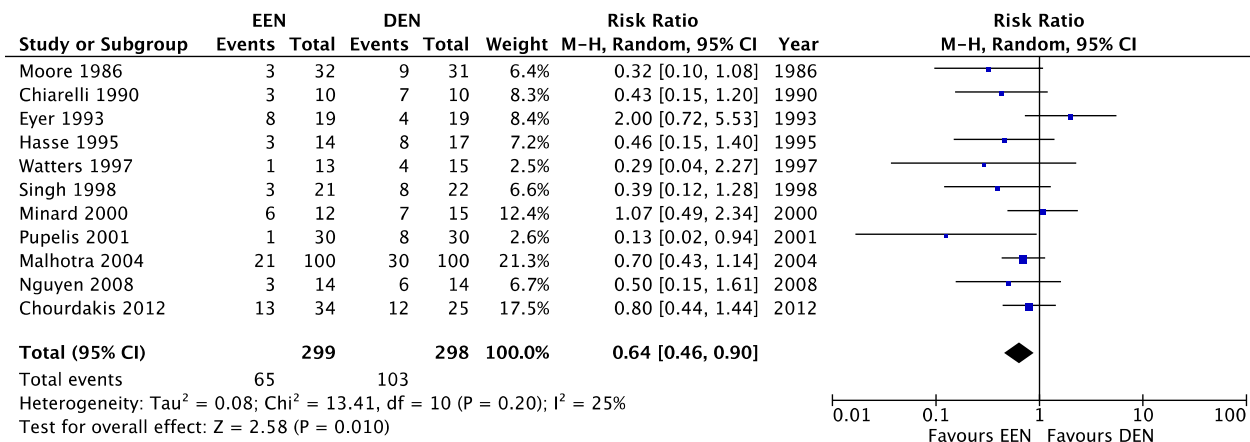 EEN DEN Risk Ratio Risk Ratio
Study or Subgroup Events Total Events Total Weight M-H, Random, 95% CI Year M-H, Random, 95% CI
Moore 1986 3 32 9 31 6.4% 0.32 [0.10, 1.08] 1986
Chiarelli 1990 3 10 7 10 8.3% 0.43 [0.15, 1.20] 1990
Eyer 1993 8 19 4 19 8.4% 2.00 [0.72, 5.53] 1993
Hasse 1995 3 14 8 17 7.2% 0.46 [0.15, 1.40] 1995
Watters 1997 1 13 4 15 2.5% 0.29 [0.04, 2.27] 1997
Singh 1998 3 21 8 22 6.6% 0.39 [0.12, 1.28] 1998
Minard 2000 6 12 7 15 12.4% 1.07 [0.49, 2.34] 2000
Pupelis 2001 1 30 8 30 2.6% 0.13 [0.02, 0.94] 2001
Malhotra 2004 21 100 30 100 21.3% 0.70 [0.43, 1.14] 2004
Nguyen 2008 3 14 6 14 6.7% 0.50 [0.15, 1.61] 2008
Chourdakis 2012 13 34 12 25 17.5% 0.80 [0.44, 1.44] 2012
Total (95% CI) 299 298 100.0% 0.64 [0.46, 0.90]
Total events 65 103
Heterogeneity: Tau² = 0.08; Chi² = 13.41, df = 10 (P = 0.20); I² = 25%
Test for overall effect: Z = 2.58 (P = 0.010)
0.01 0.1 1 10 100
Favours EEN Favours DEN